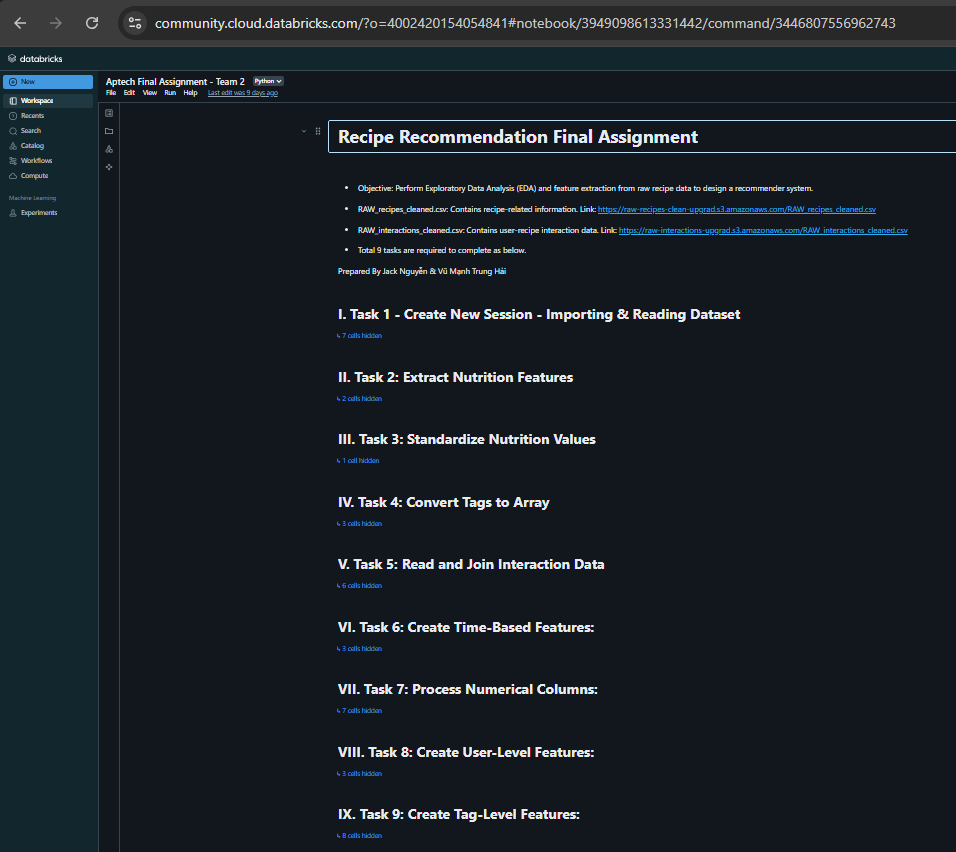 community.cloud.databricks.com/?o=4002420154054841#notebook/3949098613331442/command/3446807556962743
databricks
New
Workspace
Recents
Search
Catalog
Workflows
Compute
Machine Learning
Experiments
Aptech Final Assignment - Team 2 Python
File Edit View Run Help Last edit was 9 days ago
Recipe Recommendation Final Assignment
Objective: Perform Exploratory Data Analysis (EDA) and feature extraction from raw recipe data to design a recommender system.
RAW_recipes_cleaned.csv: Contains recipe-related information. Link: https://raw-recipes-clean-upgrad.s3.amazonaws.com/RAW_recipes_cleaned.csv
RAW_interactions_cleaned.csv: Contains user-recipe interaction data. Link: https://raw-interactions-upgrad.s3.amazonaws.com/RAW_interactions_cleaned.csv
Total 9 tasks are required to complete as below.
Prepared By Jack Nguyễn & Vũ Mạnh Trung Hải
I. Task 1 - Create New Session - Importing & Reading Dataset
7 cells hidden
II. Task 2: Extract Nutrition Features
2 cells hidden
III. Task 3: Standardize Nutrition Values
1 cell hidden
IV. Task 4: Convert Tags to Array
3 cells hidden
V. Task 5: Read and Join Interaction Data
6 cells hidden
VI. Task 6: Create Time-Based Features:
3 cells hidden
VII. Task 7: Process Numerical Columns:
7 cells hidden
VIII. Task 8: Create User-Level Features:
3 cells hidden
IX. Task 9: Create Tag-Level Features:
8 cells hidden